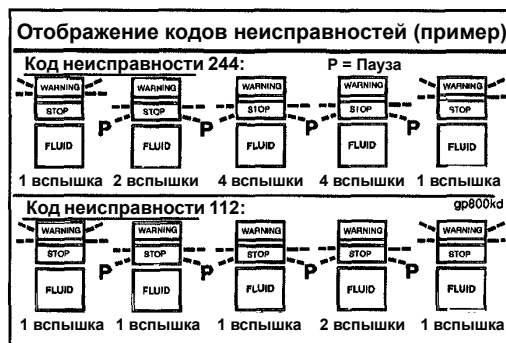 Отображение кодов неисправностей (пример)
Код неисправности 244: P = Пауза
WARNING WARNING WARNING WARNING WARNING
STOP STOP STOP STOP STOP
P P P P
FLUID FLUID FLUID FLUID FLUID
1 вспышка 2 вспышки 4 вспышки 4 вспышки 1 вспышка
Код неисправности 112: gp800kd
WARNING WARNING WARNING WARNING WARNING
STOP STOP STOP STOP STOP
P P P P
FLUID FLUID FLUID FLUID FLUID
1 вспышка 1 вспышка 1 вспышка 2 вспышки 1 вспышка